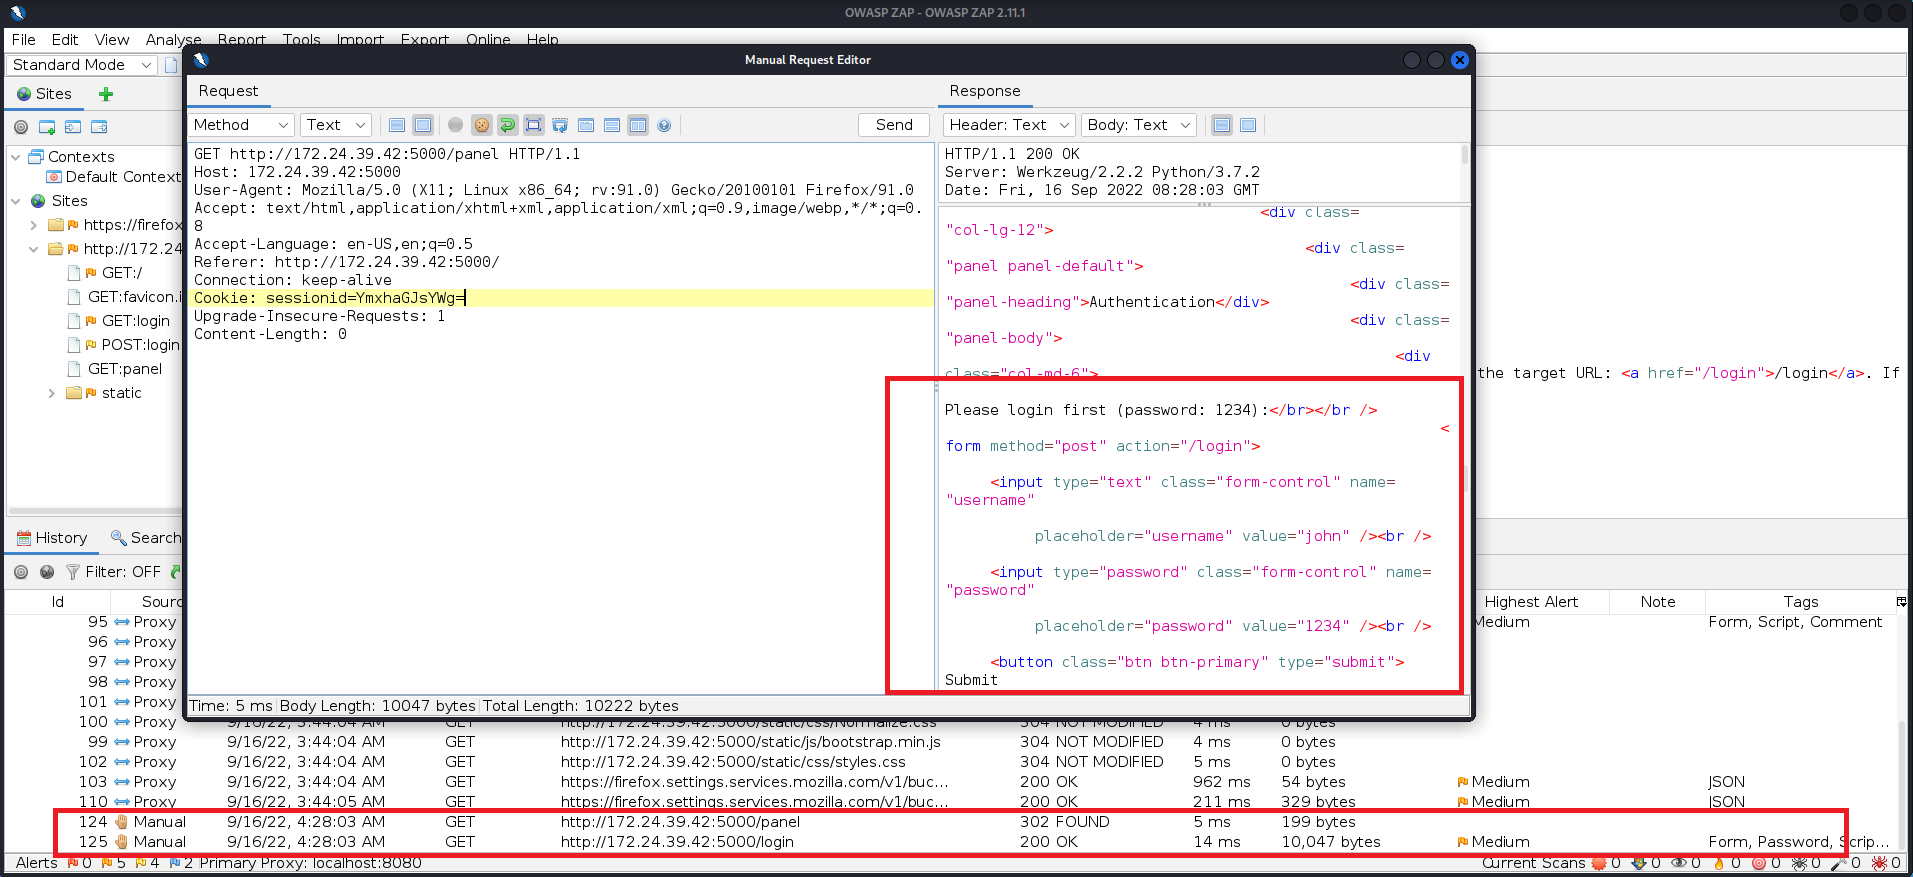 OWASP ZAP - OWASP ZAP 2.11.1
File Edit View Analyse Report Tools Import Export Online Help
Standard Mode
Manual Request Editor
Sites
Request
Response
Method
Text
Send
Header: Text
Body: Text
Contexts
Default Context
Sites
https://firefox
http://172.24
GET:/
GET:favicon.i
GET:login
POST:login
GET:panel
static
GET http://172.24.39.42:5000/panel HTTP/1.1
Host: 172.24.39.42:5000
User-Agent: Mozilla/5.0 (X11; Linux x86_64; rv:91.0) Gecko/20100101 Firefox/91.0
Accept: text/html,application/xhtml+xml,application/xml;q=0.9,image/webp,*/*;q=0.
8
Accept-Language: en-US,en;q=0.5
Referer: http://172.24.39.42:5000/
Connection: keep-alive
Cookie: sessionid=YmxhaGJsYWg=
Upgrade-Insecure-Requests: 1
Content-Length: 0
HTTP/1.1 200 OK
Server: Werkzeug/2.2.2 Python/3.7.2
Date: Fri, 16 Sep 2022 08:28:03 GMT
<div class=
"col-lg-12">
<div class=
"panel panel-default">
<div class=
"panel-heading">Authentication</div>
<div class=
"panel-body">
<div
class="col-md-6">
Please login first (password: 1234):</br></br />
<
form method="post" action="/login">
<input type="text" class="form-control" name=
"username"
placeholder="username" value="john" /><br />
<input type="password" class="form-control" name=
"password"
placeholder="password" value="1234" /><br />
<button class="btn btn-primary" type="submit">
Submit
the target URL: <a href="/login">/login</a>. If
Time: 5 ms Body Length: 10047 bytes Total Length: 10222 bytes
History Search
Filter: OFF
Id Sourc Highest Alert Note Tags
95 Proxy Medium Form, Script, Comment
96 Proxy
97 Proxy
98 Proxy
101 Proxy
100 Proxy 9/16/22, 3:44:04 AM GET http://172.24.39.42:5000/static/css/Normalize.css 304 NOT MODIFIED 4 ms 0 bytes
99 Proxy 9/16/22, 3:44:04 AM GET http://172.24.39.42:5000/static/js/bootstrap.min.js 304 NOT MODIFIED 4 ms 0 bytes
102 Proxy 9/16/22, 3:44:04 AM GET http://172.24.39.42:5000/static/css/styles.css 304 NOT MODIFIED 5 ms 0 bytes
103 Proxy 9/16/22, 3:44:04 AM GET https://firefox.settings.services.mozilla.com/v1/buc... 200 OK 962 ms 54 bytes Medium JSON
110 Proxy 9/16/22, 3:44:05 AM GET https://firefox.settings.services.mozilla.com/v1/buc... 200 OK 211 ms 329 bytes Medium JSON
124 Manual 9/16/22, 4:28:03 AM GET http://172.24.39.42:5000/panel 302 FOUND 5 ms 199 bytes
125 Manual 9/16/22, 4:28:03 AM GET http://172.24.39.42:5000/login 200 OK 14 ms 10,047 bytes Medium Form, Password, Scrip...
Alerts 0 5 4 2 Primary Proxy: localhost:8080 Current Scans 0 0 0 0 0 0 0 0